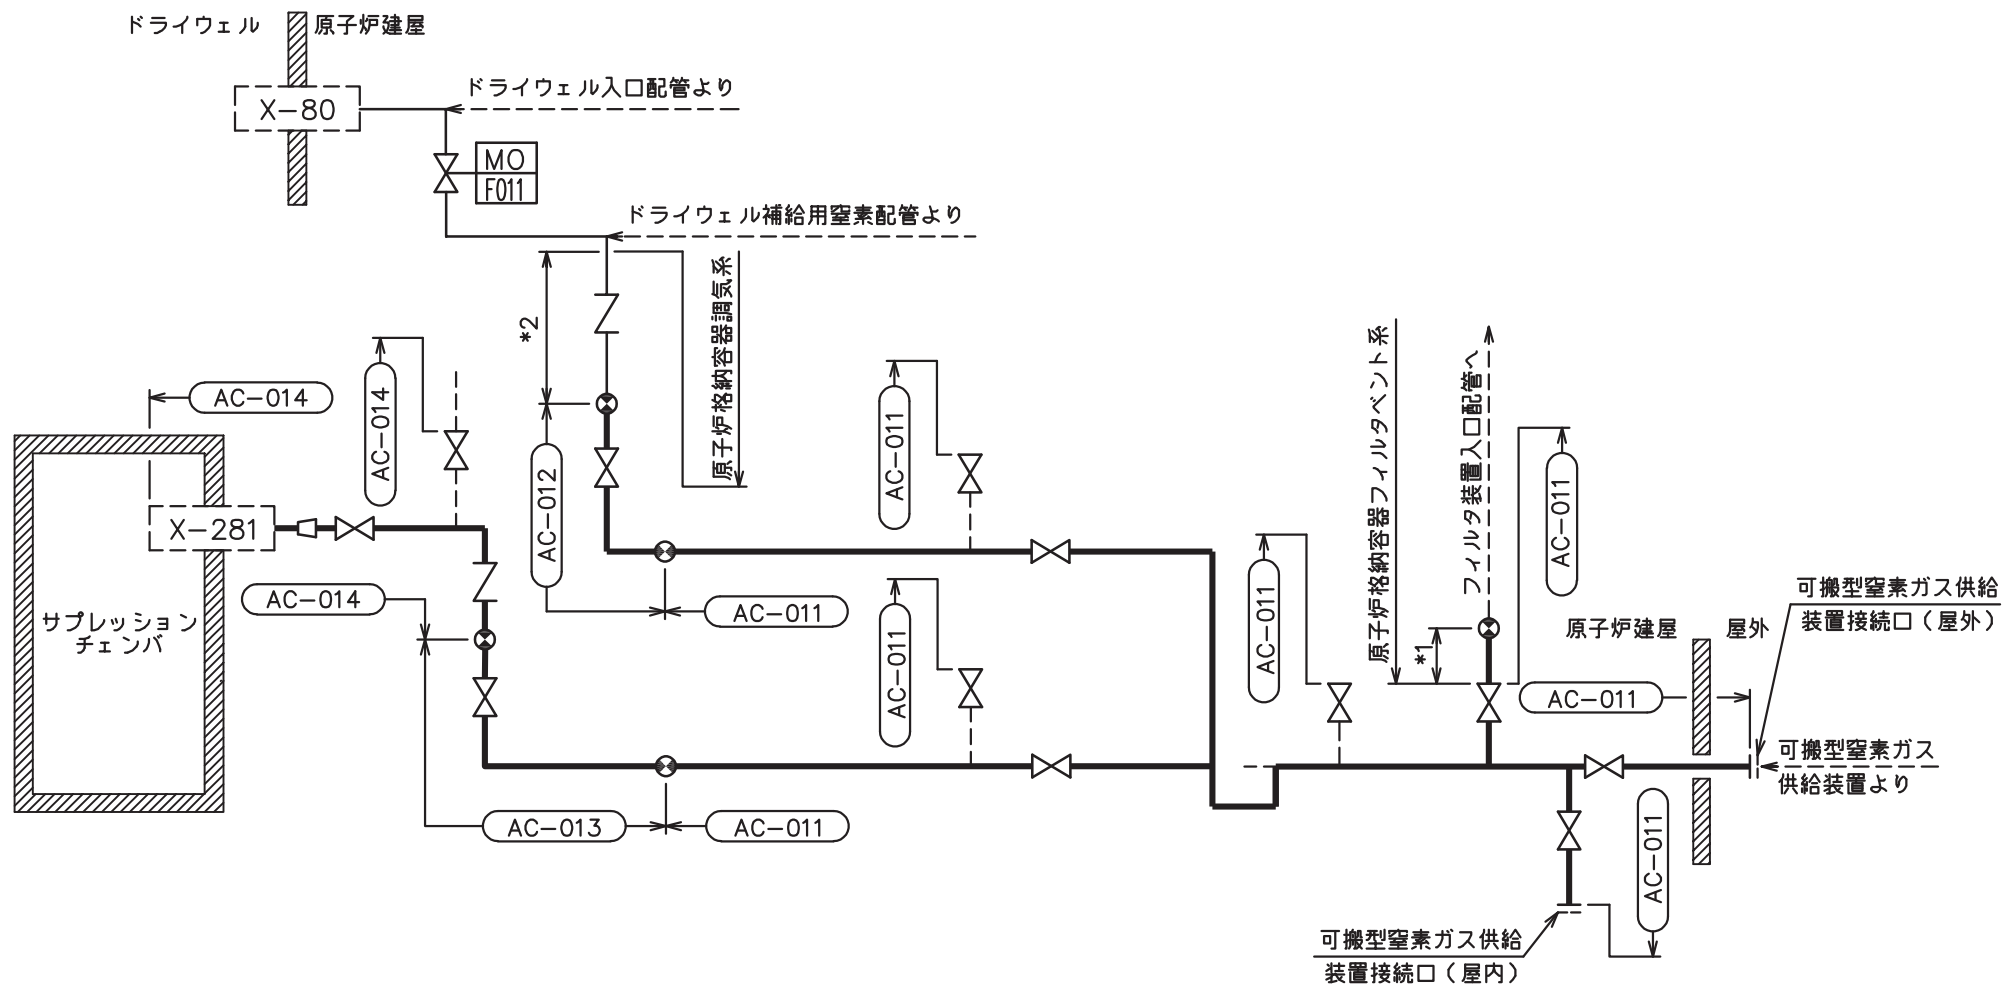 ドライウェル
原子炉建屋
X-80
ドライウェル入口配管より
MO
F011
ドライウェル補給用窒素配管より
*2
原子炉格納容器調気系
AC-014
AC-014
AC-012
AC-011
X-281
サプレッション
チェンバ
AC-014
AC-011
AC-011
AC-013
AC-011
AC-011
原子炉格納容器フィルタベント系
フィルタ装置入口配管へ
*1
AC-011
原子炉建屋
屋外
AC-011
可搬型窒素ガス供給
装置接続口(屋外)
可搬型窒素ガス
供給装置より
AC-011
可搬型窒素ガス供給
装置接続口(屋内)